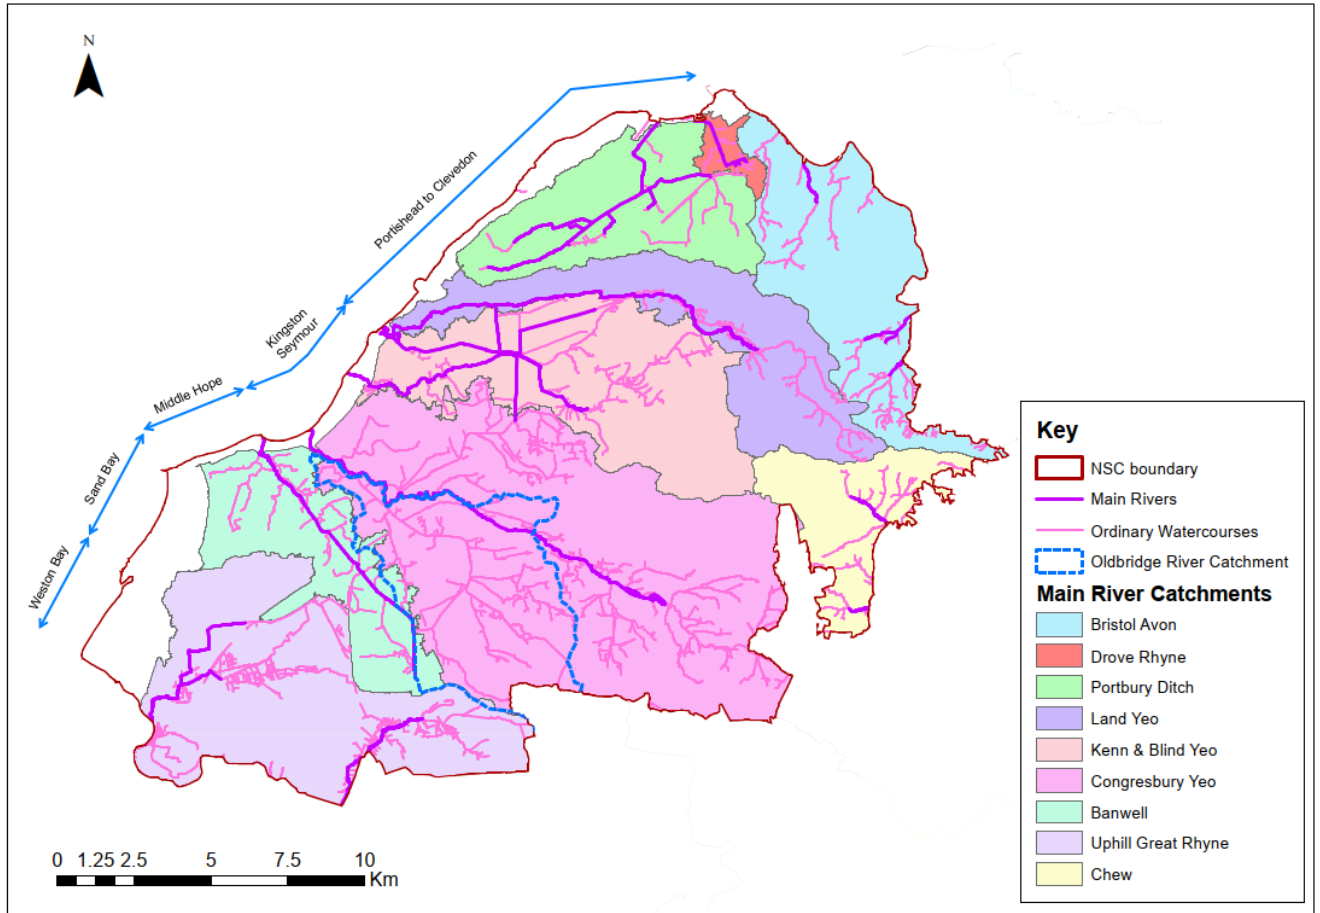 N
Portishead to Clevedon
Kingston
Seymour
Middle Hope
Sand Bay
Weston Bay
Key
NSC boundary
Main Rivers
Ordinary Watercourses
Oldbridge River Catchment
Main River Catchments
Bristol Avon
Drove Rhyne
Portbury Ditch
Land Yeo
Kenn & Blind Yeo
Congresbury Yeo
Banwell
Uphill Great Rhyne
Chew
0 1.25 2.5 5 7.5 10
Km